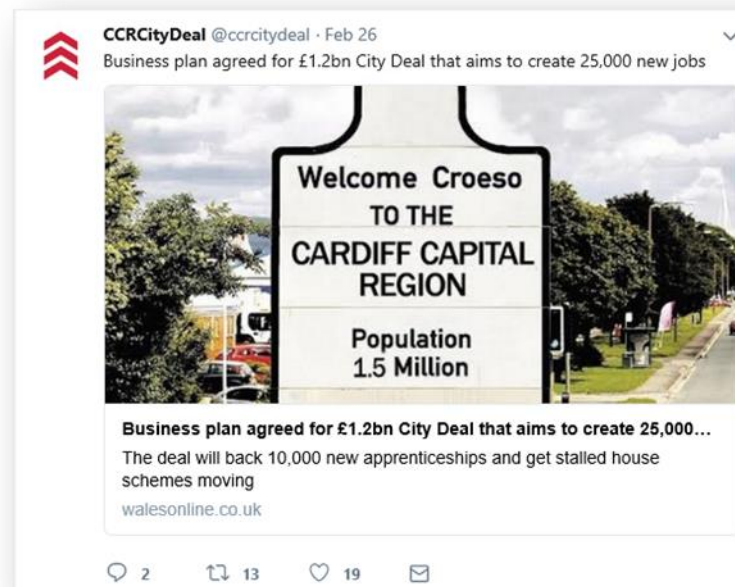 CCRCityDeal @ccrcitydeal · Feb 26
Business plan agreed for £1.2bn City Deal that aims to create 25,000 new jobs
Welcome Croeso
TO THE
CARDIFF CAPITAL
REGION
Population
1.5 Million
Business plan agreed for £1.2bn City Deal that aims to create 25,000...
The deal will back 10,000 new apprenticeships and get stalled house
schemes moving
walesonline.co.uk
2 13 19